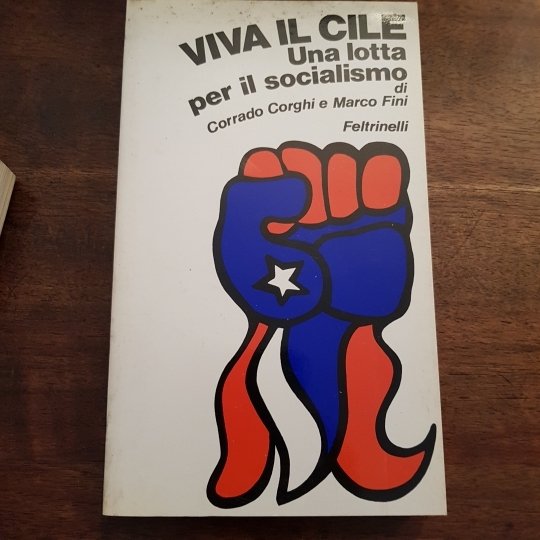 VIVA IL CILE
Una lotta
per il socialismo
di
Corrado Corghi e Marco Fini
Feltrinelli